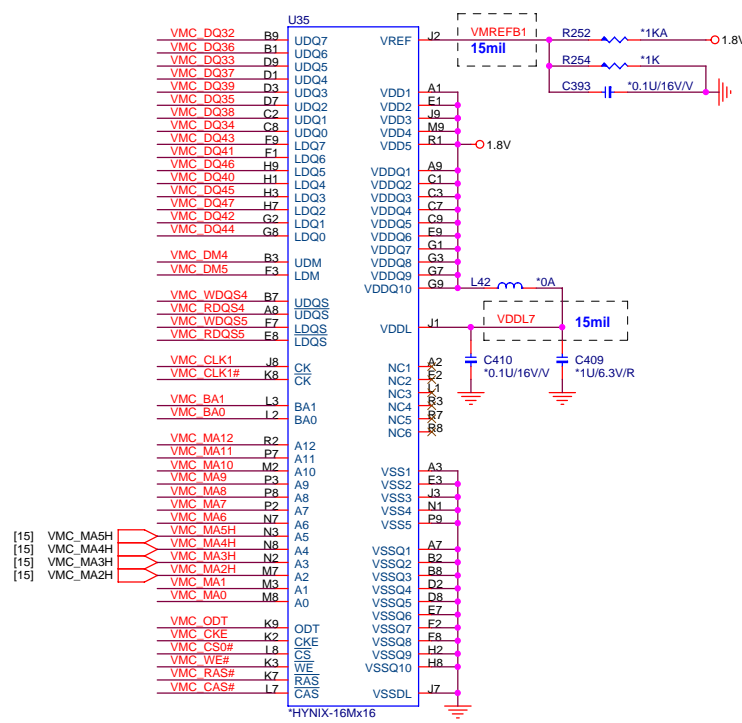 U35
VMC_DQ32 B9 UDQ7 VREF J2 VMREFB1 R252 *1KA 1.8V
15mil
VMC_DQ36 B1 UDQ6 R254 *1K
VMC_DQ33 D9 UDQ5
VMC_DQ37 D1 UDQ4 C393 *0.1U/16V/V
VMC_DQ39 D3 UDQ3 VDD1 A1
VMC_DQ35 D7 UDQ2 VDD2 E1
VMC_DQ38 C2 UDQ1 VDD3 J9
VMC_DQ34 C8 UDQ0 VDD4 M9
VMC_DQ43 F9 LDQ7 VDD5 R1 1.8V
VMC_DQ41 F1 LDQ6
VMC_DQ46 H9 LDQ5 VDDQ1 A9
VMC_DQ40 H1 LDQ4 VDDQ2 C1
VMC_DQ45 H3 LDQ3 VDDQ3 C3
VMC_DQ47 H7 LDQ2 VDDQ4 C7
VMC_DQ42 G2 LDQ1 VDDQ5 C9
VMC_DQ44 G8 LDQ0 VDDQ6 E9
VDDQ7 G1
VMC_DM4 B3 UDM VDDQ8 G3
VMC_DM5 F3 LDM VDDQ9 G7
VDDQ10 G9 L42 *0A
VMC_WDQS4 B7 UDQS
VMC_RDQS4 A8 UDQS
VMC_WDQS5 F7 LDQS VDDL J1 VDDL7 15mil
VMC_RDQS5 E8 LDQS
VMC_CLK1 J8 CK NC1 A2 C410 C409
VMC_CLK1# K8 CK NC2 E2 *0.1U/16V/V *1U/6.3V/R
NC3 L1
VMC_BA1 L3 BA1 NC4 R3
VMC_BA0 L2 BA0 NC5 R7
NC6 R8
VMC_MA12 R2 A12
VMC_MA11 P7 A11
VMC_MA10 M2 A10 VSS1 A3
VMC_MA9 P3 A9 VSS2 E3
VMC_MA8 P8 A8 VSS3 J3
VMC_MA7 P2 A7 VSS4 N1
VMC_MA6 N7 A6 VSS5 P9
[15] VMC_MA5H VMC_MA5H N3 A5
[15] VMC_MA4H VMC_MA4H N8 A4 VSSQ1 A7
[15] VMC_MA3H VMC_MA3H N2 A3 VSSQ2 B2
[15] VMC_MA2H VMC_MA2H M7 A2 VSSQ3 B8
VMC_MA1 M3 A1 VSSQ4 D2
VMC_MA0 M8 A0 VSSQ5 D8
VSSQ6 E7
VMC_ODT K9 ODT VSSQ7 F2
VMC_CKE K2 CKE VSSQ8 F8
VMC_CS0# L8 CS VSSQ9 H2
VMC_WE# K3 WE VSSQ10 H8
VMC_RAS# K7 RAS
VMC_CAS# L7 CAS VSSDL J7
*HYNIX-16Mx16